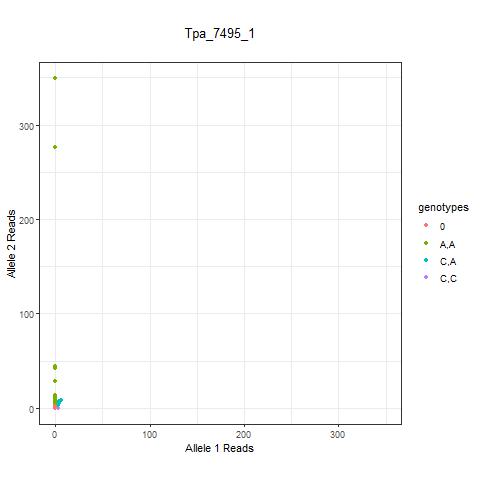 Tpa_7495_1
Allele 2 Reads
300
200
100
0
0
100
200
300
Allele 1 Reads
genotypes
0
A,A
C,A
C,C